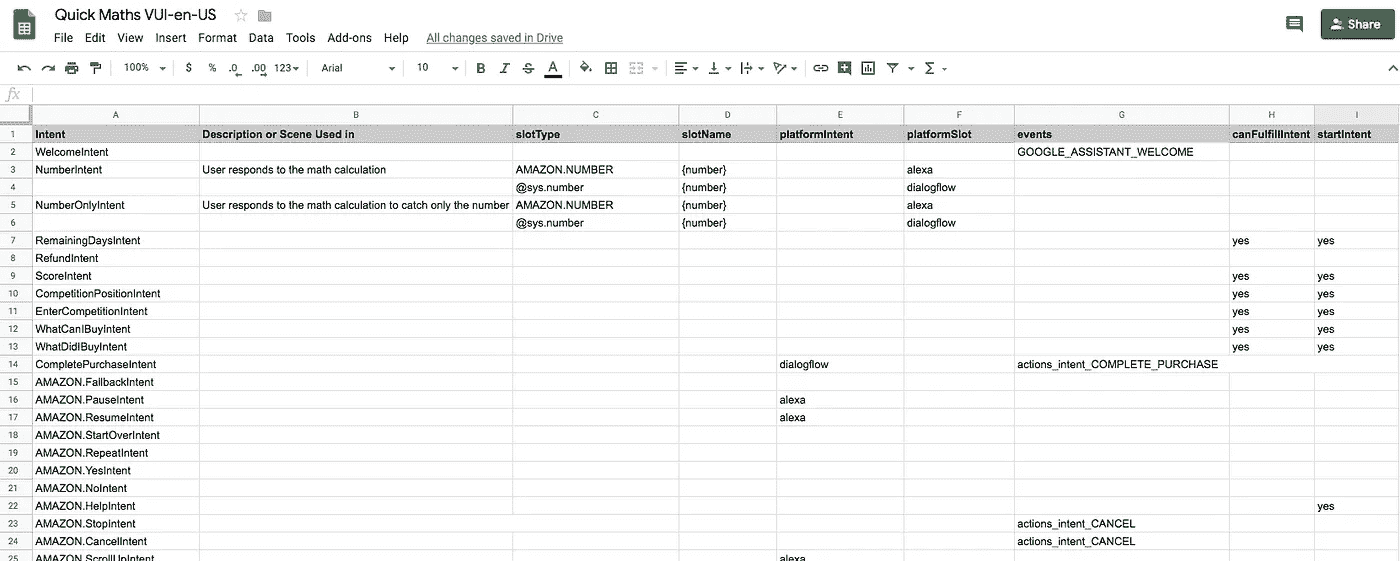 Quick Maths VUI-en-US
Share
File Edit View Insert Format Data Tools Add-ons Help All changes saved in Drive
100% $ % .0 .00 123 Arial 10 B I S A Σ
fx
A B C D E F G H I
1 Intent Description or Scene Used in slotType slotName platformIntent platformSlot events canFulfillIntent startIntent
2 WelcomeIntent GOOGLE_ASSISTANT_WELCOME
3 NumberIntent User responds to the math calculation AMAZON.NUMBER {number} alexa
4 @sys.number {number} dialogflow
5 NumberOnlyIntent User responds to the math calculation to catch only the number AMAZON.NUMBER {number} alexa
6 @sys.number {number} dialogflow
7 RemainingDaysIntent yes yes
8 RefundIntent
9 ScoreIntent yes yes
10 CompetitionPositionIntent yes yes
11 EnterCompetitionIntent yes yes
12 WhatCanIBuyIntent yes yes
13 WhatDidIBuyIntent yes yes
14 CompletePurchaseIntent dialogflow actions_intent_COMPLETE_PURCHASE
15 AMAZON.FallbackIntent
16 AMAZON.PauseIntent alexa
17 AMAZON.ResumeIntent alexa
18 AMAZON.StartOverIntent
19 AMAZON.RepeatIntent
20 AMAZON.YesIntent
21 AMAZON.NoIntent
22 AMAZON.HelpIntent yes
23 AMAZON.StopIntent actions_intent_CANCEL
24 AMAZON.CancelIntent actions_intent_CANCEL
25 AMAZON.ScrollUpIntent alexa